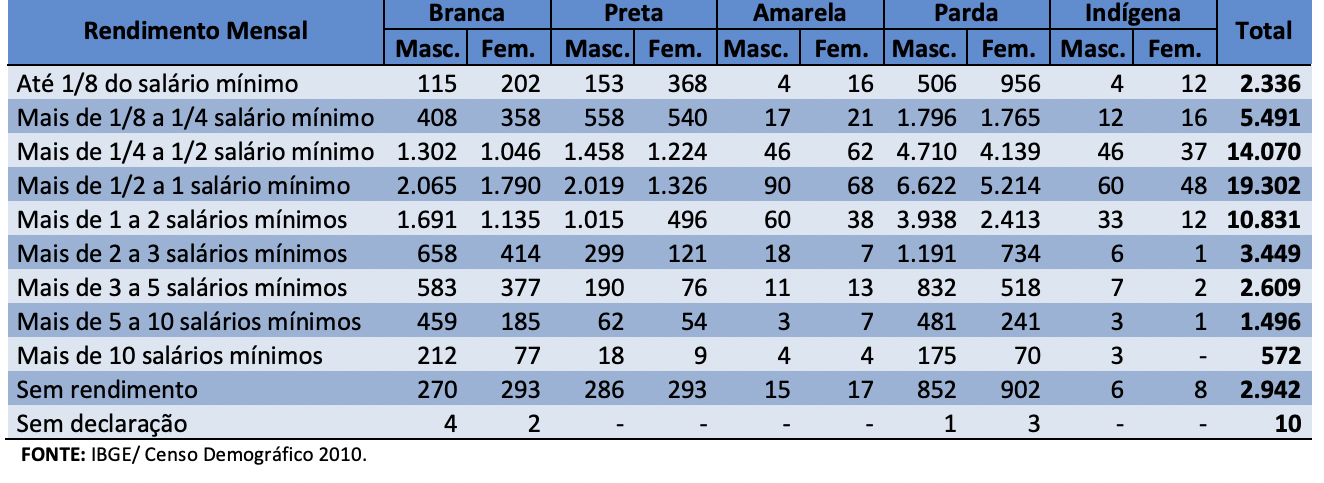 Rendimento Mensal Branca Preta Amarela Parda Indígena Total
Masc. Fem. Masc. Fem. Masc. Fem. Masc. Fem. Masc. Fem.
Até 1/8 do salário mínimo 115 202 153 368 4 16 506 956 4 12 2.336
Mais de 1/8 a 1/4 salário mínimo 408 358 558 540 17 21 1.796 1.765 12 16 5.491
Mais de 1/4 a 1/2 salário mínimo 1.302 1.046 1.458 1.224 46 62 4.710 4.139 46 37 14.070
Mais de 1/2 a 1 salário mínimo 2.065 1.790 2.019 1.326 90 68 6.622 5.214 60 48 19.302
Mais de 1 a 2 salários mínimos 1.691 1.135 1.015 496 60 38 3.938 2.413 33 12 10.831
Mais de 2 a 3 salários mínimos 658 414 299 121 18 7 1.191 734 6 1 3.449
Mais de 3 a 5 salários mínimos 583 377 190 76 11 13 832 518 7 2 2.609
Mais de 5 a 10 salários mínimos 459 185 62 54 3 7 481 241 3 1 1.496
Mais de 10 salários mínimos 212 77 18 9 4 4 175 70 3 - 572
Sem rendimento 270 293 286 293 15 17 852 902 6 8 2.942
Sem declaração 4 2 - - - - 1 3 - - 10
FONTE: IBGE/ Censo Demográfico 2010.